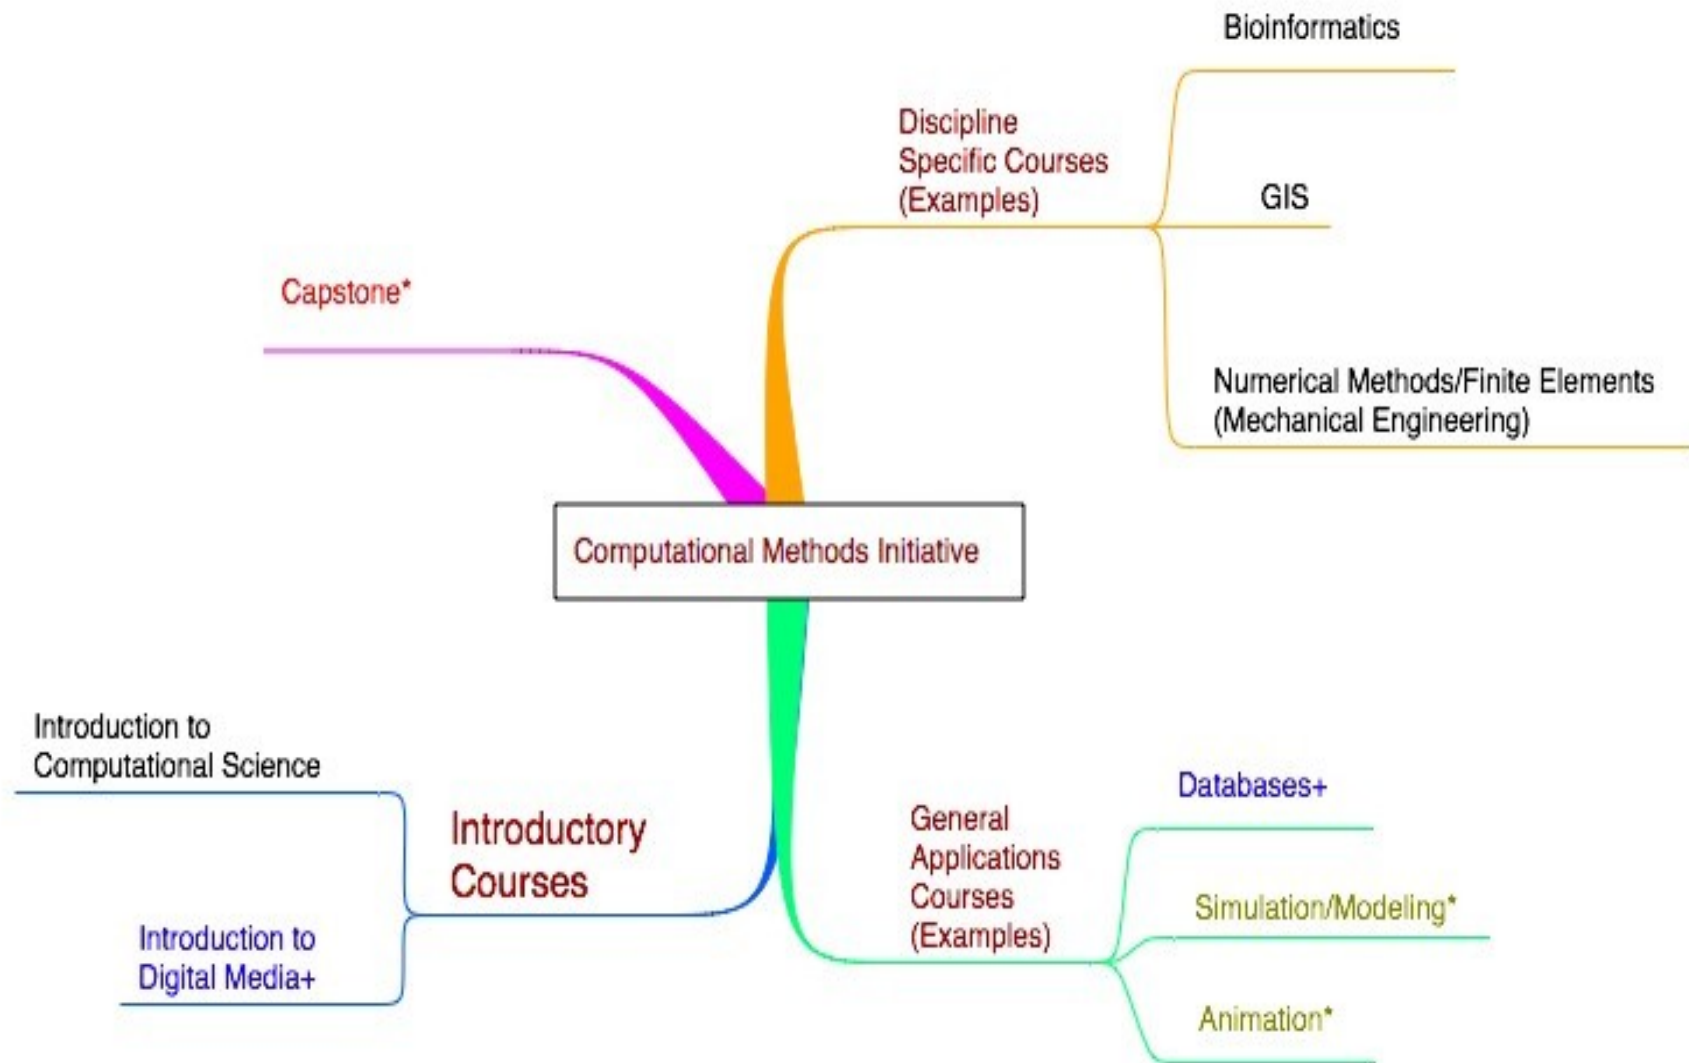 Bioinformatics
Discipline
Specific Courses
(Examples)
GIS
Capstone*
Numerical Methods/Finite Elements
(Mechanical Engineering)
Computational Methods Initiative
Introduction to
Computational Science
Introductory
Courses
Introduction to
Digital Media+
General
Applications
Courses
(Examples)
Databases+
Simulation/Modeling*
Animation*